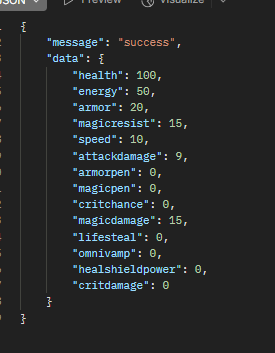 JSON Preview Visualize
{
"message": "success",
"data": {
"health": 100,
"energy": 50,
"armor": 20,
"magicresist": 15,
"speed": 10,
"attackdamage": 9,
"armorpen": 0,
"magicpen": 0,
"critchance": 0,
"magicdamage": 15,
"lifesteal": 0,
"omnivamp": 0,
"healshieldpower": 0,
"critdamage": 0
}
}